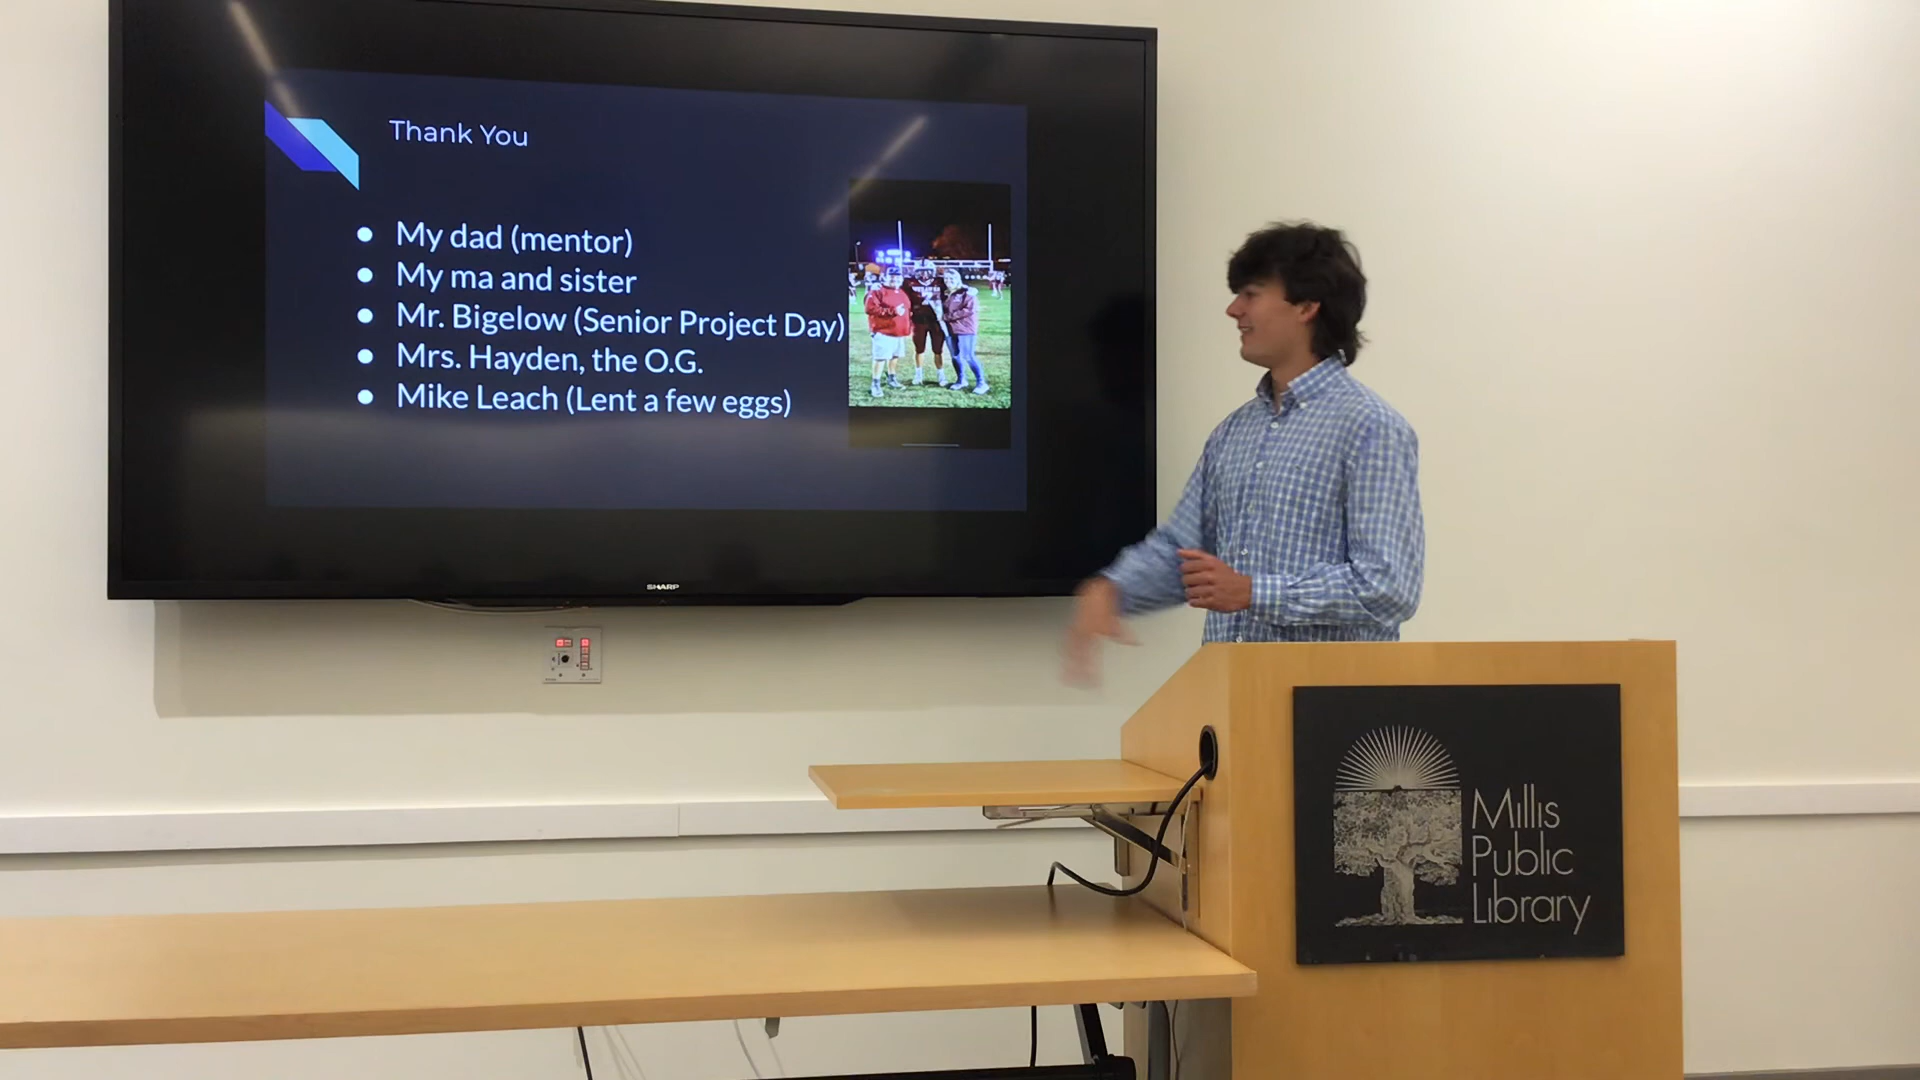 Thank You
My dad (mentor)
My ma and sister
Mr. Bigelow (Senior Project Day)
Mrs. Hayden, the O.G.
Mike Leach (Lent a few eggs)
SHARP
Millis
Public
Library